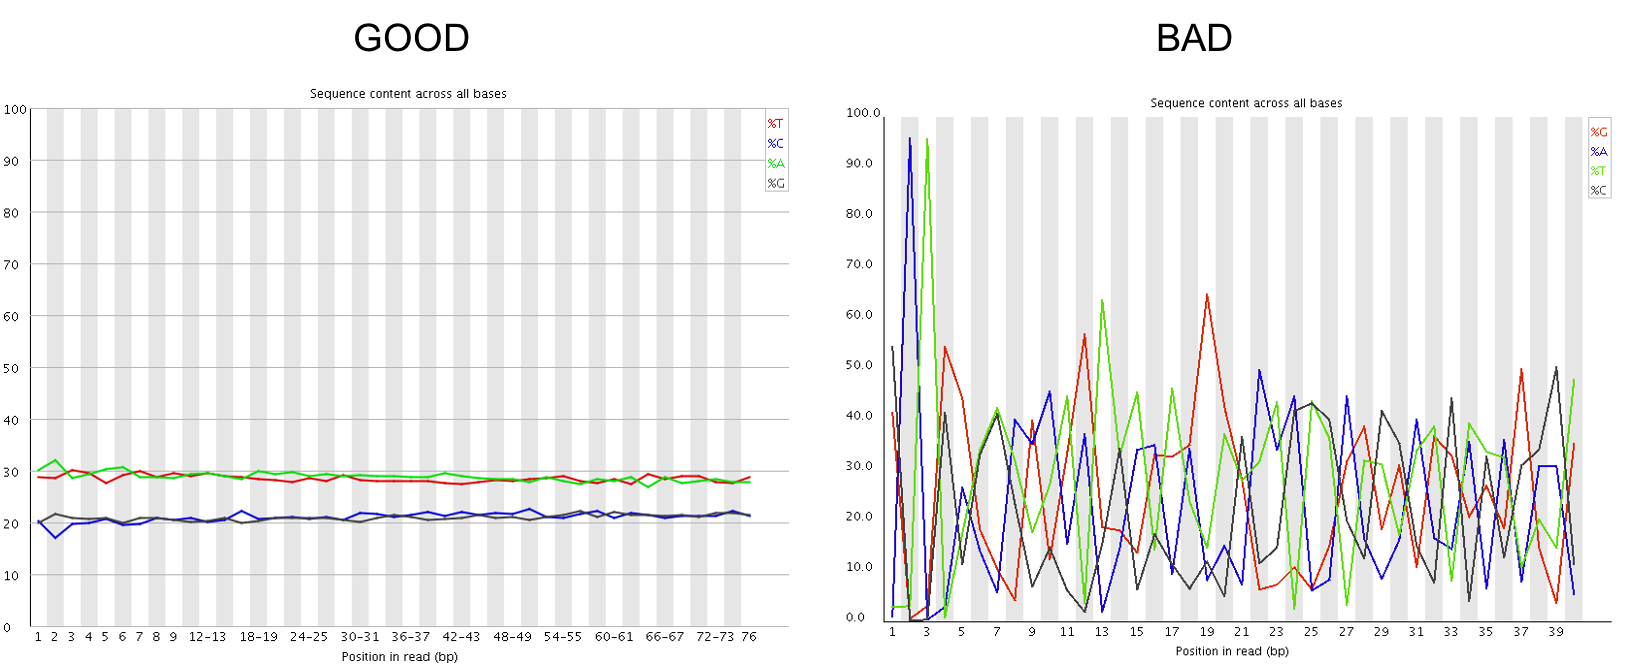 GOOD
BAD
Sequence content across all bases
100
90
80
70
60
50
40
30
20
10
0
%T
%C
%A
%G
1 2 3 4 5 6 7 8 9 12-13 18-19 24-25 30-31 36-37 42-43 48-49 54-55 60-61 66-67 72-73 76
Position in read (bp)
Sequence content across all bases
100.0
90.0
80.0
70.0
60.0
50.0
40.0
30.0
20.0
10.0
0.0
%G
%A
%T
%C
1 3 5 7 9 11 13 15 17 19 21 23 25 27 29 31 33 35 37 39
Position in read (bp)